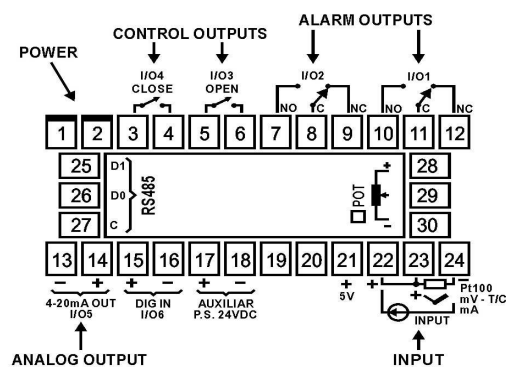 ALARM OUTPUTS
CONTROL OUTPUTS
POWER
I/O4 I/O3 I/O2 I/O1
CLOSE OPEN
NO C NC NO C NC
1 2 3 4 5 6 7 8 9 10 11 12
25 D1 28
26 D0 RS485 + POT 29
27 C - 30
13 14 15 16 17 18 19 20 21 22 23 24
− + + − + − + + + −
4-20mA OUT DIG IN AUXILIAR 5V Pt100
I/O5 I/O6 P.S. 24VDC mV - T/C
INPUT mA
ANALOG OUTPUT INPUT